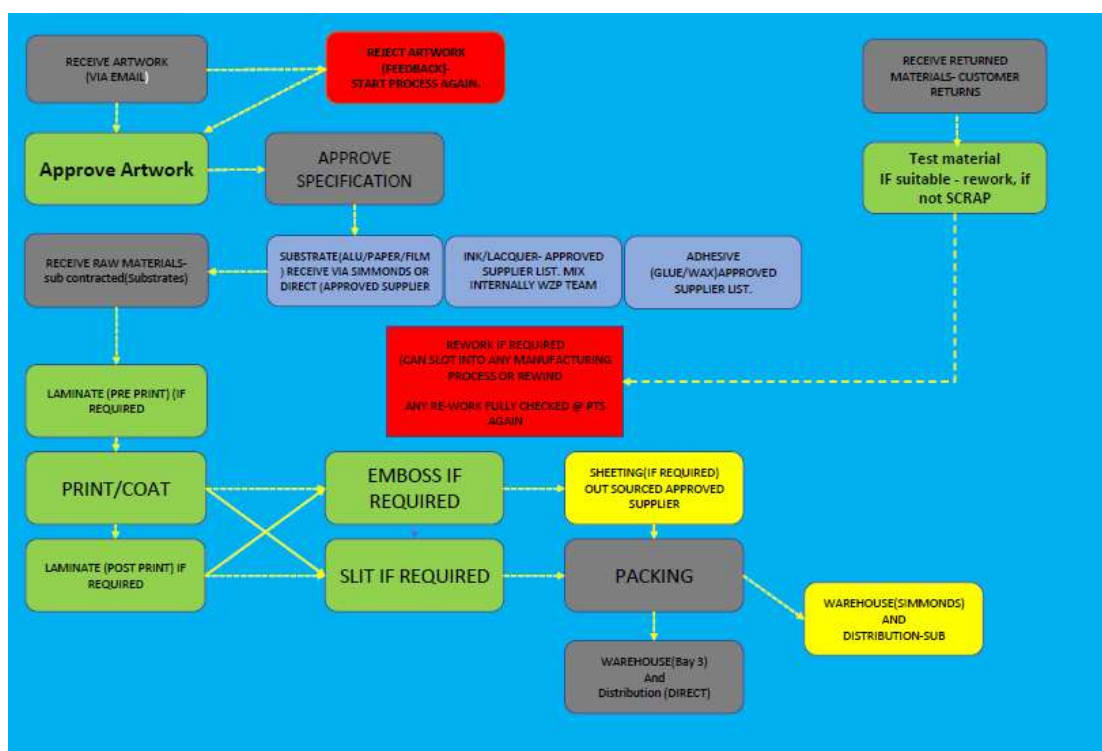 RECEIVE ARTWORK
(VIA EMAIL)
REJECT ARTWORK
(FEEDBACK)-
START PROCESS AGAIN.
RECEIVE RETURNED
MATERIALS- CUSTOMER
RETURNS
Approve Artwork
APPROVE
SPECIFICATION
Test material
IF suitable - rework, if
not SCRAP
RECEIVE RAW MATERIALS-
sub contracted(Substrates)
SUBSTRATE(ALU/PAPER/FILM
) RECEIVE VIA SIMMONDS OR
DIRECT (APPROVED SUPPLIER
INK/LACQUER- APPROVED
SUPPLIER LIST. MIX
INTERNALLY WZP TEAM
ADHESIVE
(GLUE/WAX)APPROVED
SUPPLIER LIST.
REWORK IF REQUIRED
(CAN SLOT INTO ANY MANUFACTURING
PROCESS OR REWIND
ANY RE-WORK FULLY CHECKED @ PTS
AGAIN
LAMINATE (PRE PRINT) (IF
REQUIRED
PRINT/COAT
EMBOSS IF
REQUIRED
SHEETING(IF REQUIRED)
OUT SOURCED APPROVED
SUPPLIER
LAMINATE (POST PRINT) IF
REQUIRED
SLIT IF REQUIRED
PACKING
WAREHOUSE(SIMMONDS)
AND
DISTRIBUTION-SUB
WAREHOUSE(Bay 3)
And
Distribution (DIRECT)